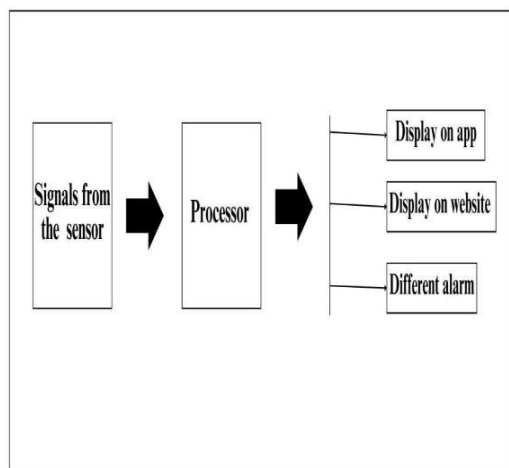 Signals from
the sensor
Processor
Display on app
Display on website
Different alarm